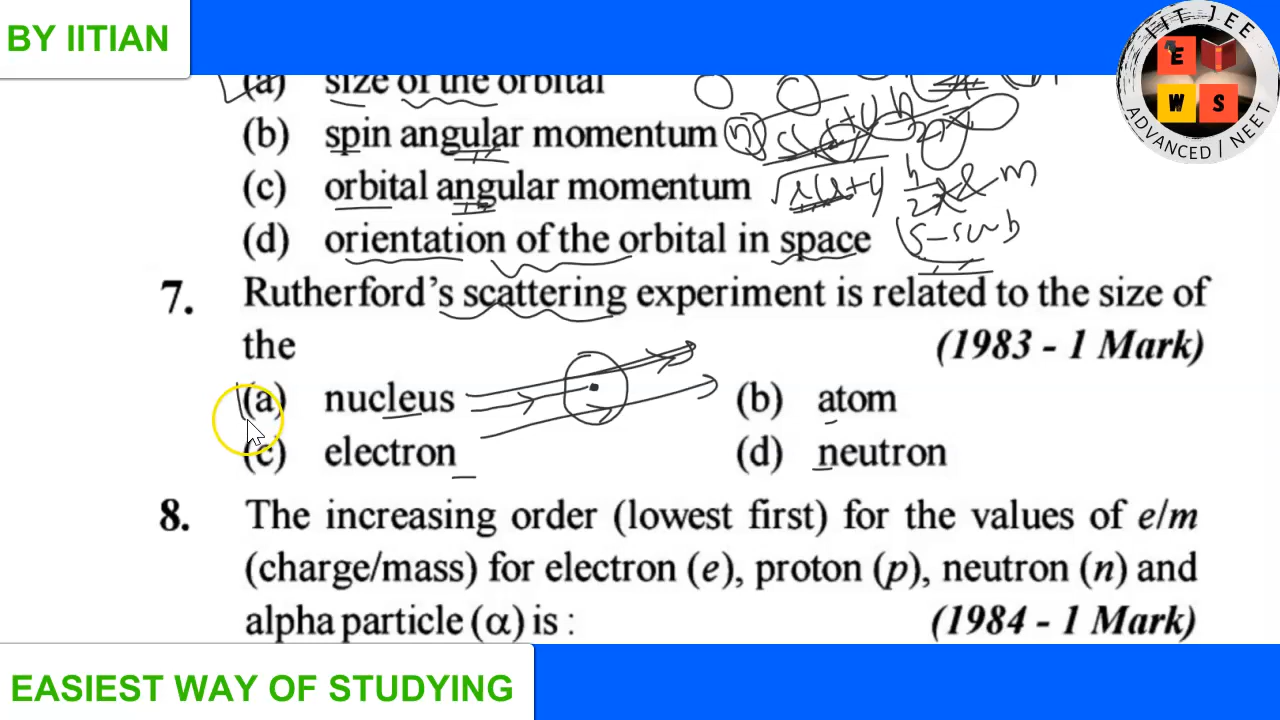 BY IITIAN
IIT JEE
E
W S
ADVANCED / NEET
(a) size of the orbital
(b) spin angular momentum
(c) orbital angular momentum
(d) orientation of the orbital in space
s-sub
7. Rutherford's scattering experiment is related to the size of
the (1983 - 1 Mark)
(a) nucleus (b) atom
(c) electron (d) neutron
8. The increasing order (lowest first) for the values of e/m
(charge/mass) for electron (e), proton (p), neutron (n) and
alpha particle (α) is : (1984 - 1 Mark)
EASIEST WAY OF STUDYING